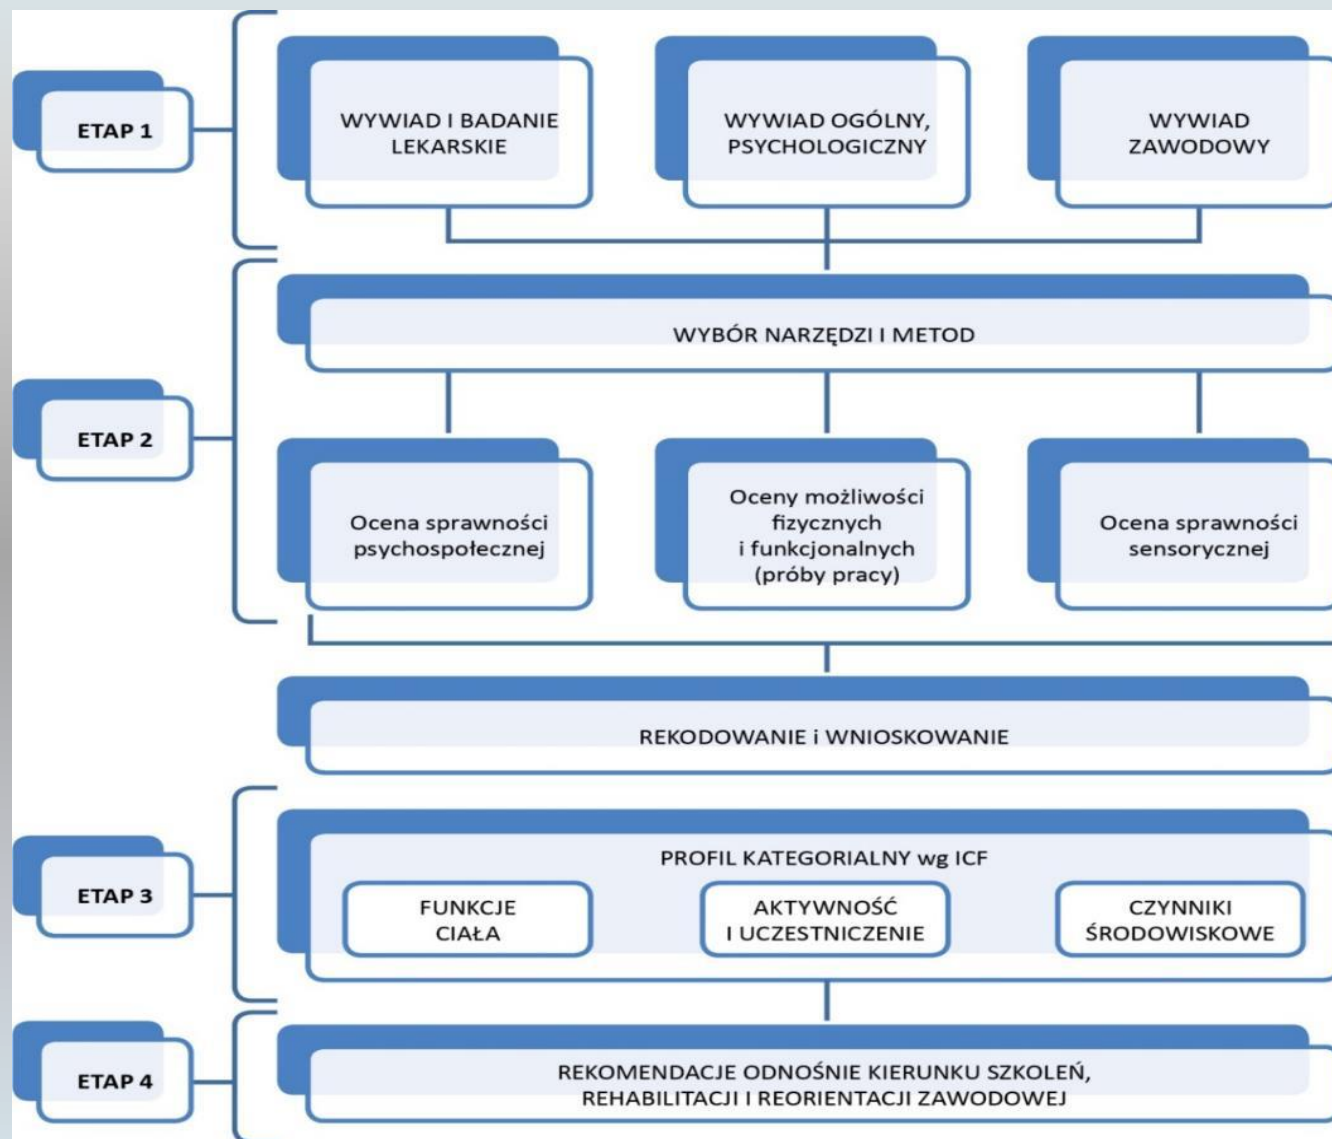 ETAP 1
WYWIAD I BADANIE
LEKARSKIE
WYWIAD OGÓLNY,
PSYCHOLOGICZNY
WYWIAD
ZAWODOWY
ETAP 2
WYBÓR NARZĘDZI I METOD
Ocena sprawności
psychospołecznej
Oceny możliwości
fizycznych
i funkcjonalnych
(próby pracy)
Ocena sprawności
sensorycznej
REKODOWANIE i WNIOSKOWANIE
ETAP 3
PROFIL KATEGORIALNY wg ICF
FUNKCJE
CIAŁA
AKTYWNOŚĆ
I UCZESTNICZENIE
CZYNNIKI
ŚRODOWISKOWE
ETAP 4
REKOMENDACJE ODNOŚNIE KIERUNKU SZKOLEŃ,
REHABILITACJI I REORIENTACJI ZAWODOWEJ